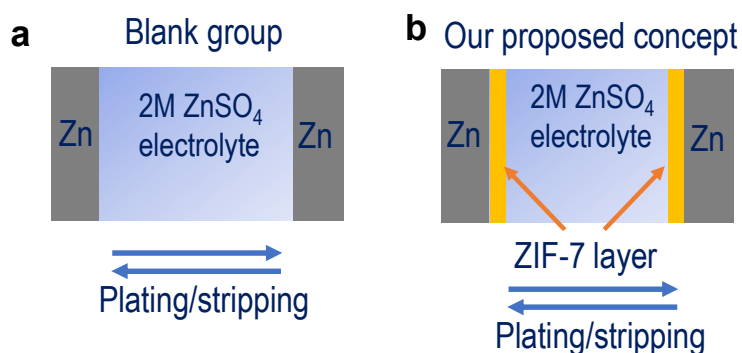 a
Blank group
Zn
2M ZnSO₄
electrolyte
Zn
Plating/stripping
b
Our proposed concept
Zn
2M ZnSO₄
electrolyte
Zn
ZIF-7 layer
Plating/stripping